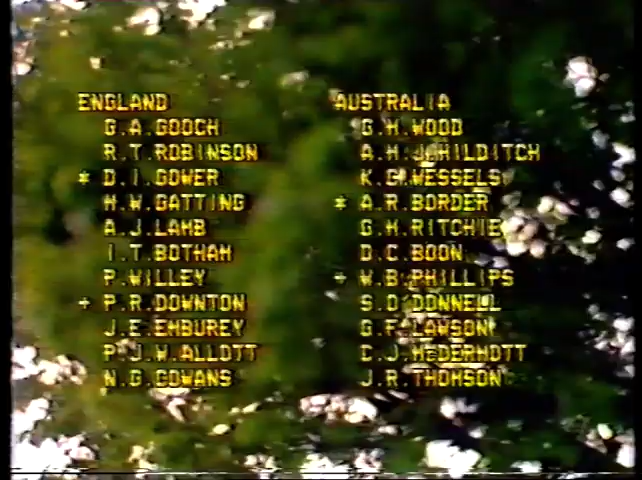 ENGLAND
G.A.GOOCH
R.T.ROBINSON
* D.I.GOWER
M.W.GATTING
A.J.LAMB
I.T.BOTHAM
P.WILLEY
+ P.R.DOWNTON
J.E.EMBUREY
P.J.W.ALLOTT
N.G.COWANS
AUSTRALIA
G.M.WOOD
A.M.J.HILDITCH
K.C.WESSELS
* A.R.BORDER
G.M.RITCHIE
D.C.BOON
+ W.B.PHILLIPS
S.O'DONNELL
G.F.LAWSON
C.J.McDERMOTT
J.R.THOMSON